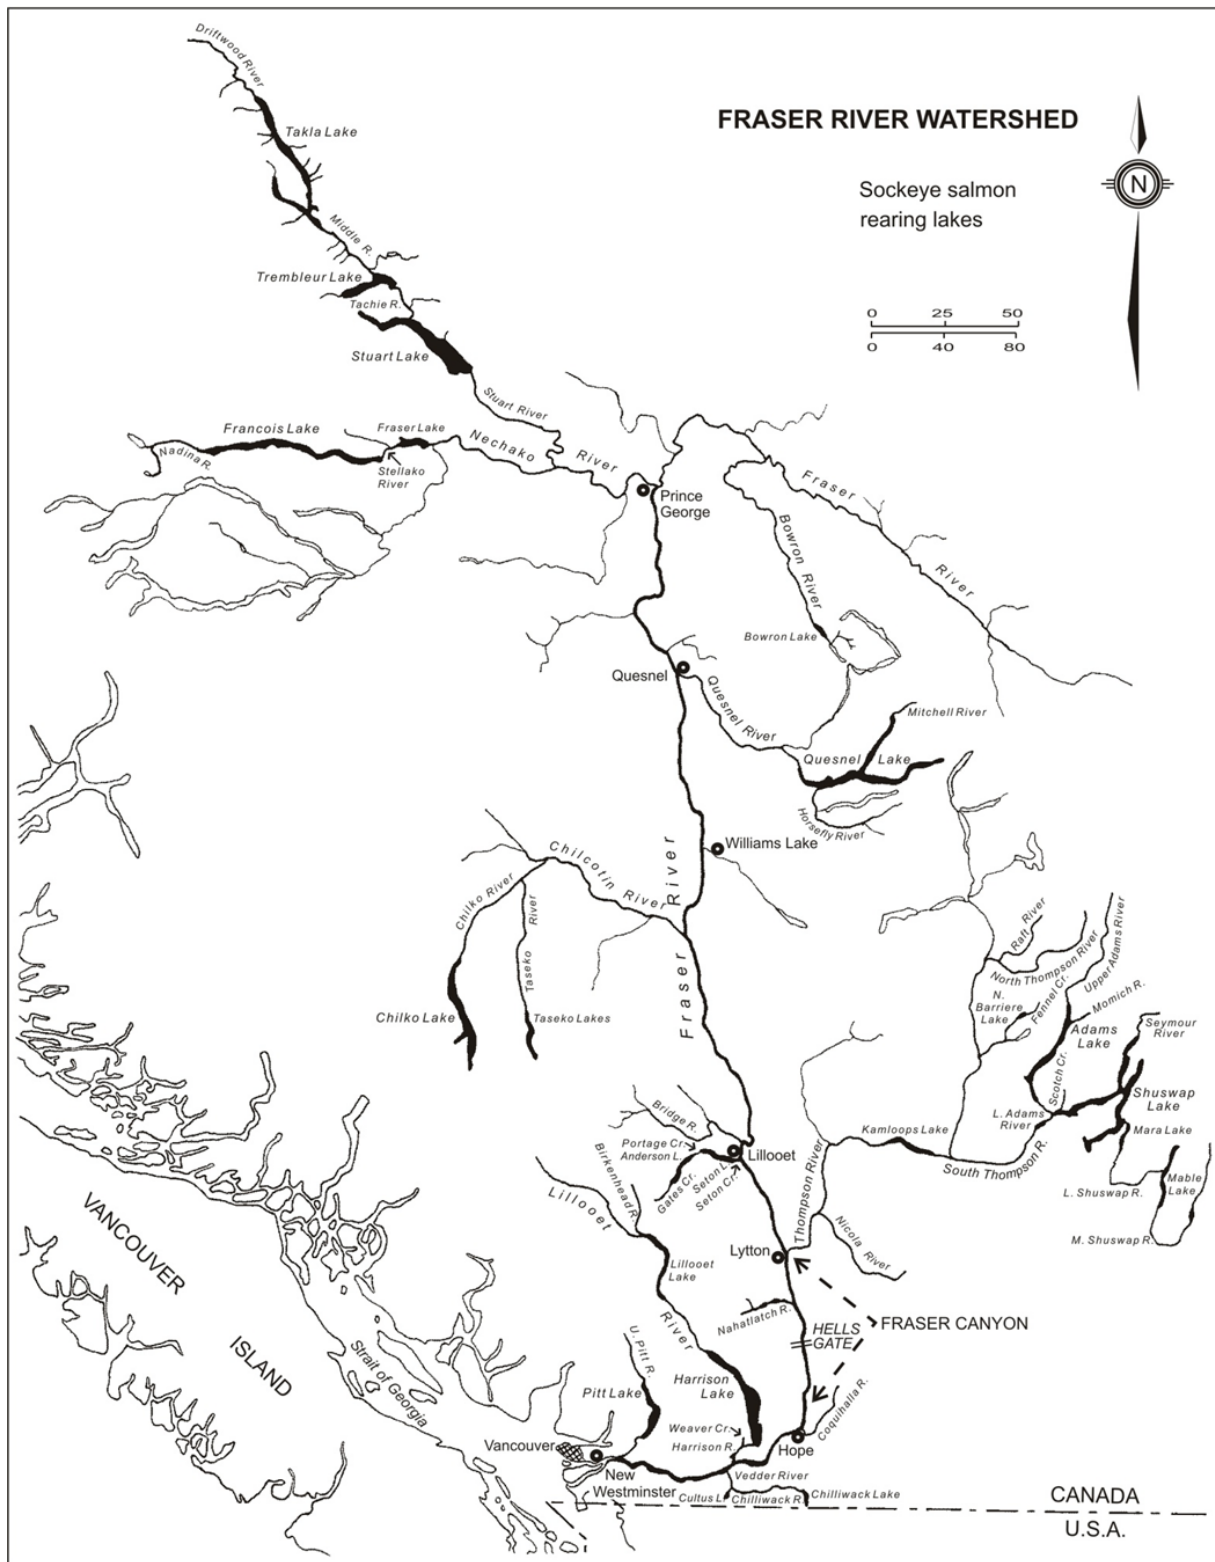 Driftwood River
FRASER RIVER WATERSHED
Takla Lake
Sockeye salmon
rearing lakes
N
Middle R.
Trembleur Lake
Tachie R.
0 25 50
0 40 80
Stuart Lake
Stuart River
Francois Lake
Fraser Lake
Nechako
River
Nadina R.
Stellako
River
Prince
George
Fraser
River
Bowron River
Bowron Lake
Quesnel
Quesnel River
Mitchell River
Quesnel Lake
Horsefly River
Williams Lake
Chilcotin River
Fraser River
Chilko River
Taseko River
Chilko Lake
Taseko Lakes
Raft River
North Thompson River
Upper Adams River
N.
Barriere
Lake
Fennel Cr.
Momich R.
Adams
Lake
Seymour
River
Scotch Cr.
Shuswap
Lake
L. Adams
River
Mara Lake
Kamloops Lake
South Thompson R.
Bridge R.
Portage Cr.
Anderson L.
Lillooet
Gates Cr.
Seton L.
Seton Cr.
Birkenhead R.
Lillooet
Thompson River
L. Shuswap R.
Mable
Lake
M. Shuswap R.
Nicola River
Lytton
Lillooet
Lake
River
Nahatlatch R.
HELLS
GATE
FRASER CANYON
VANCOUVER
ISLAND
Strait of Georgia
U. Pitt R.
Pitt Lake
Harrison
Lake
Coquihalla R.
Weaver Cr.
Harrison R.
Hope
Vancouver
New
Westminster
Vedder River
Cultus L.
Chilliwack R.
Chilliwack Lake
CANADA
U.S.A.